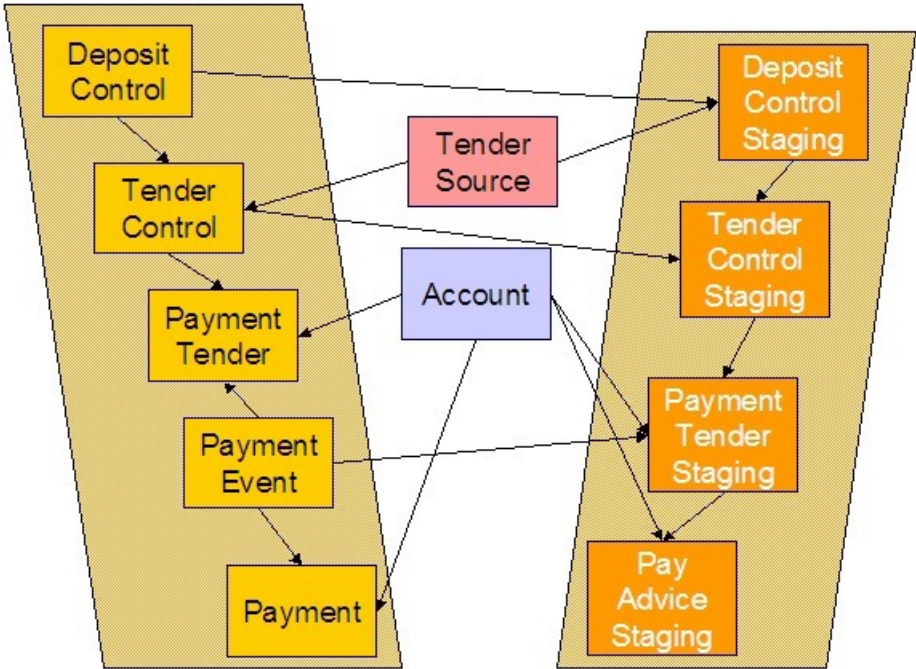 Deposit
Control
Tender
Control
Payment
Tender
Payment
Event
Payment
Tender
Source
Account
Deposit
Control
Staging
Tender
Control
Staging
Payment
Tender
Staging
Pay
Advice
Staging